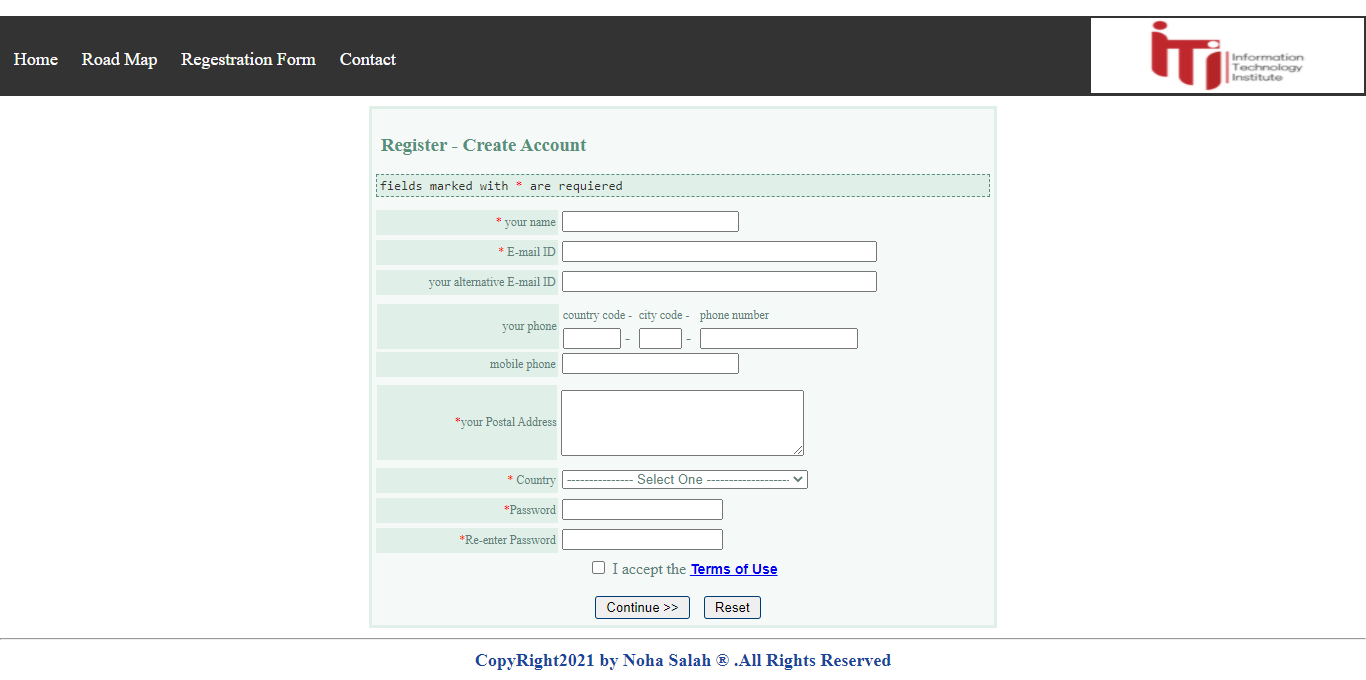 Home Road Map Regestration Form Contact
iTi Information
Technology
Institute
Register - Create Account
fields marked with * are requiered
* your name
* E-mail ID
your alternative E-mail ID
country code - city code - phone number
your phone - -
mobile phone
*your Postal Address
* Country --------------- Select One -------------------
*Password
*Re-enter Password
I accept the Terms of Use
Continue >> Reset
CopyRight2021 by Noha Salah ® .All Rights Reserved